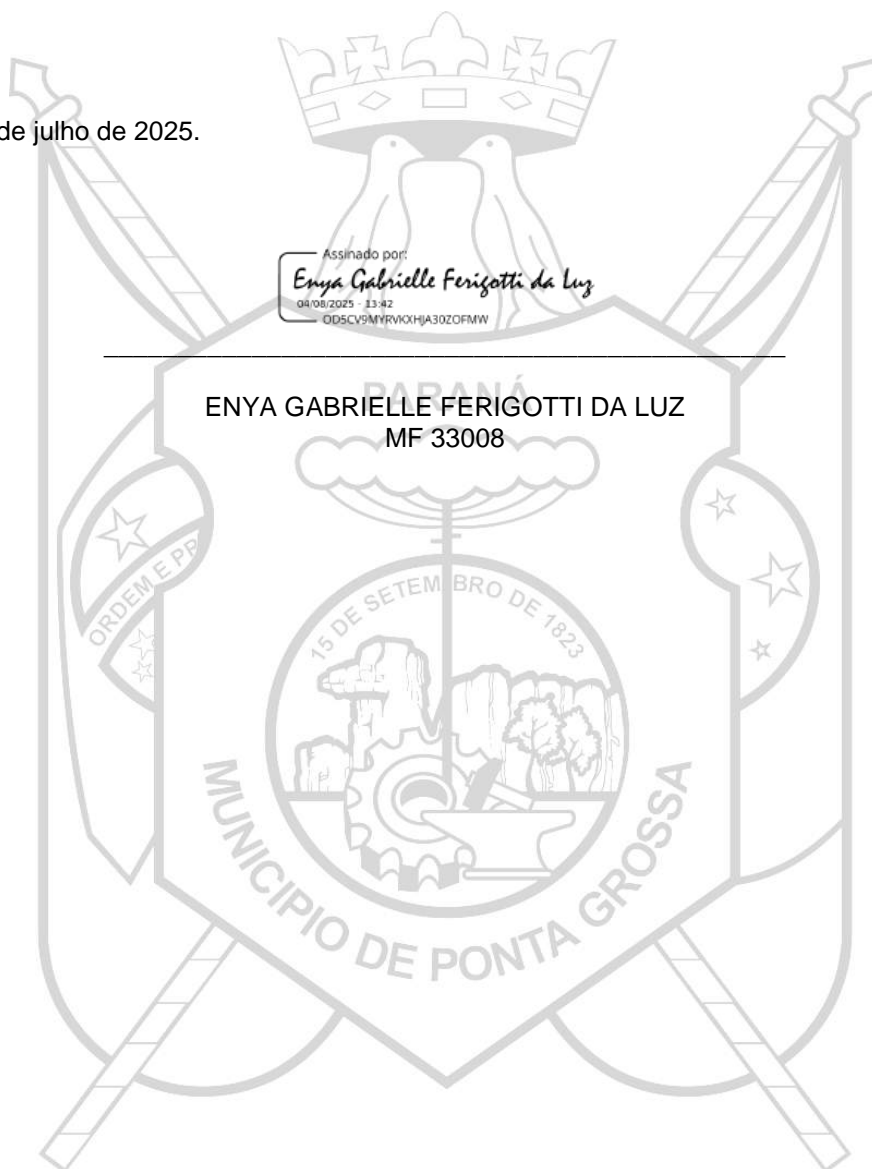 de julho de 2025.
Assinado por:
Enya Gabrielle Ferigotti da Luz
04/08/2025 - 13:42
OD5CV9MYRVKXHJA30ZOFMW
PARANÁ
ENYA GABRIELLE FERIGOTTI DA LUZ
MF 33008
ORDEM E PR
15 DE SETEMBRO DE 1823
MUNICIPIO DE PONTA GROSSA